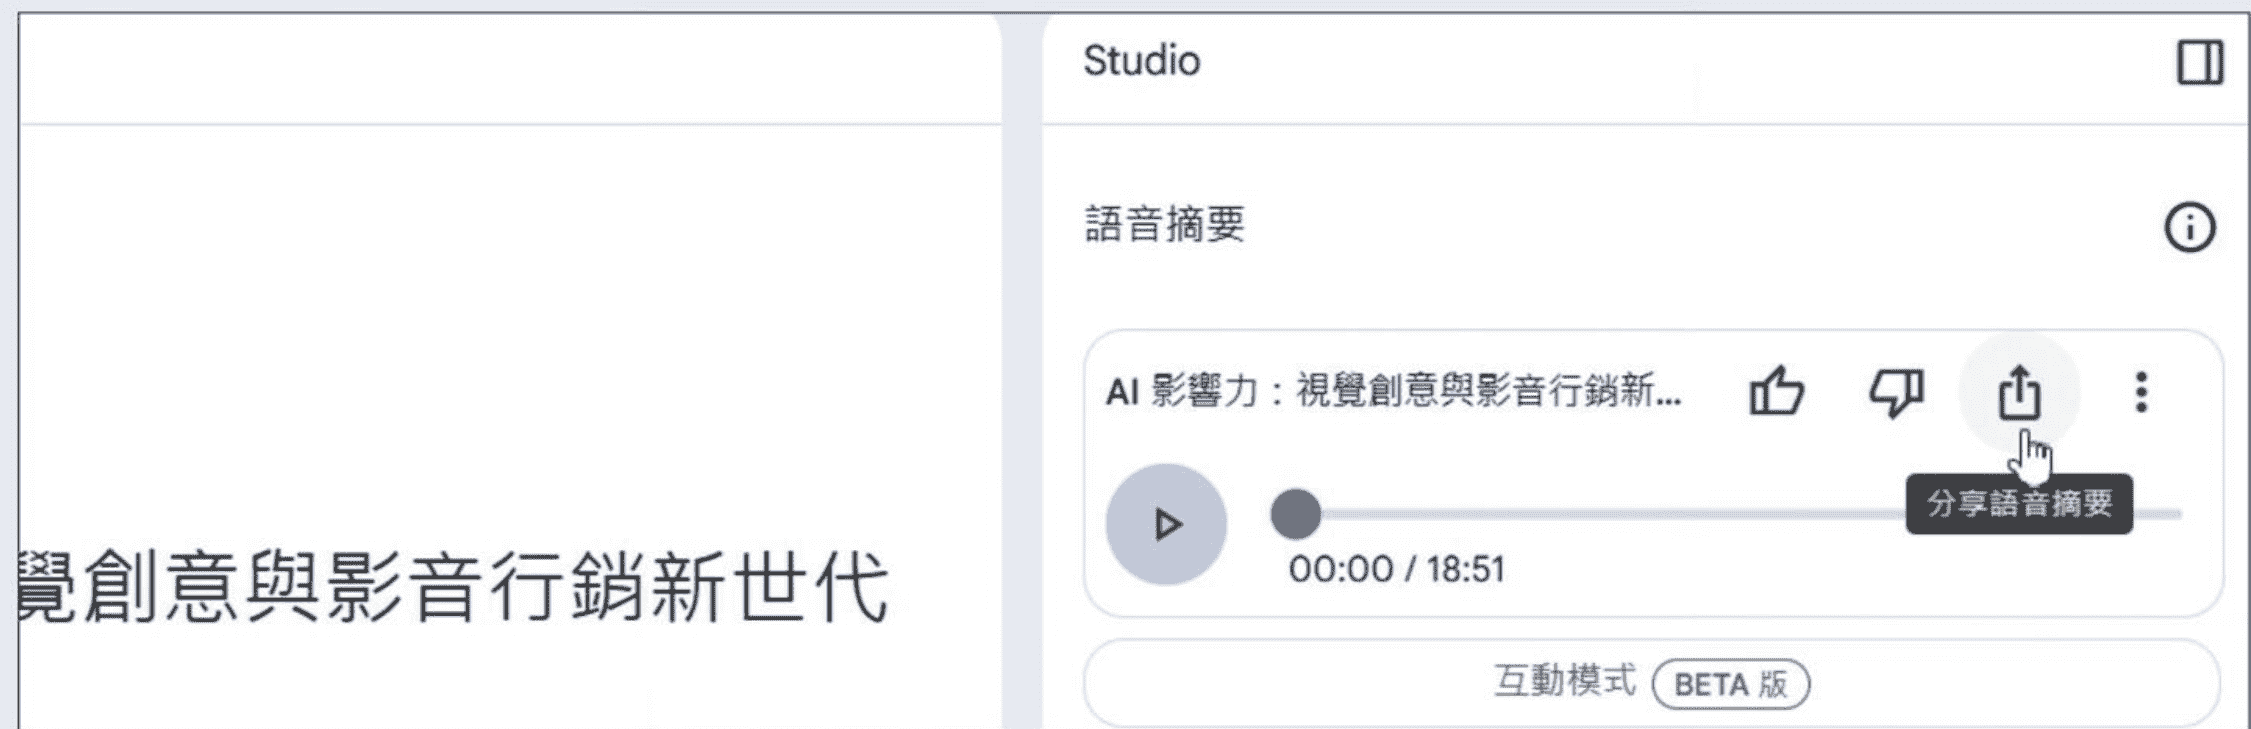 Studio
語音摘要
AI 影響力：視覺創意與影音行銷新...
分享語音摘要
00:00 / 18:51
覺創意與影音行銷新世代
互動模式 BETA 版